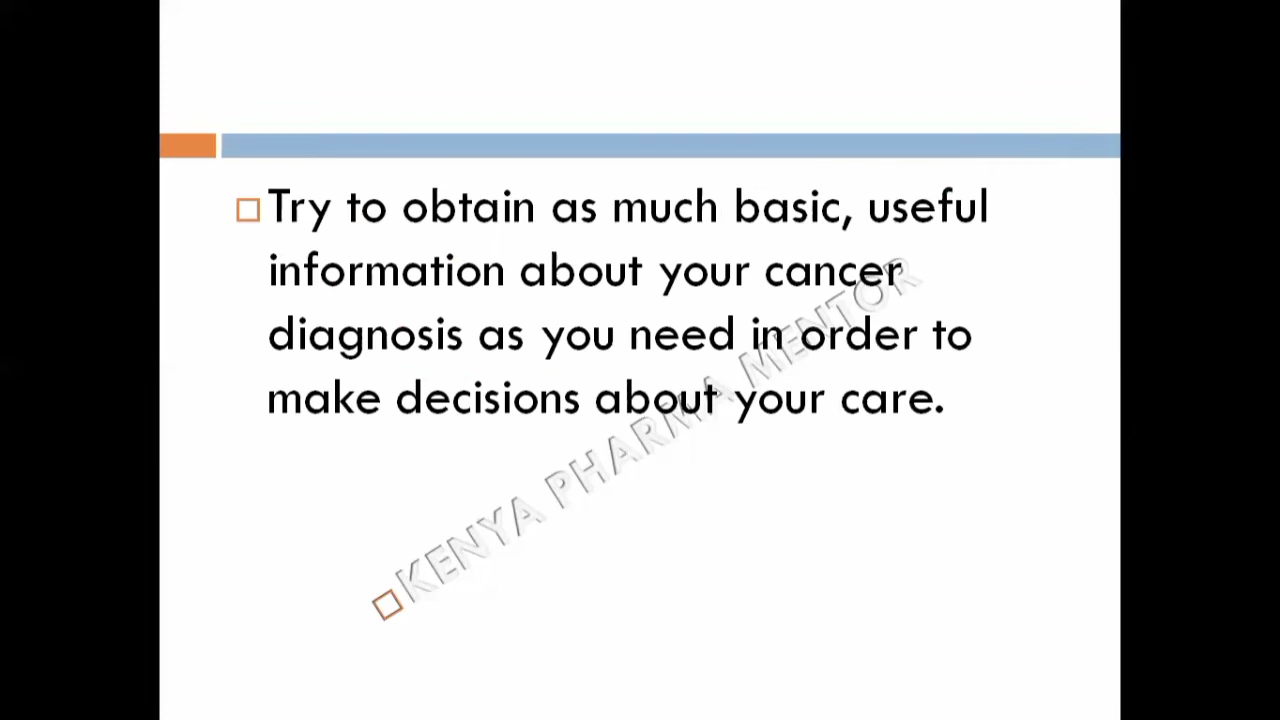 Try to obtain as much basic, useful
information about your cancer
diagnosis as you need in order to
make decisions about your care.
KENYA PHARMA MENTOR